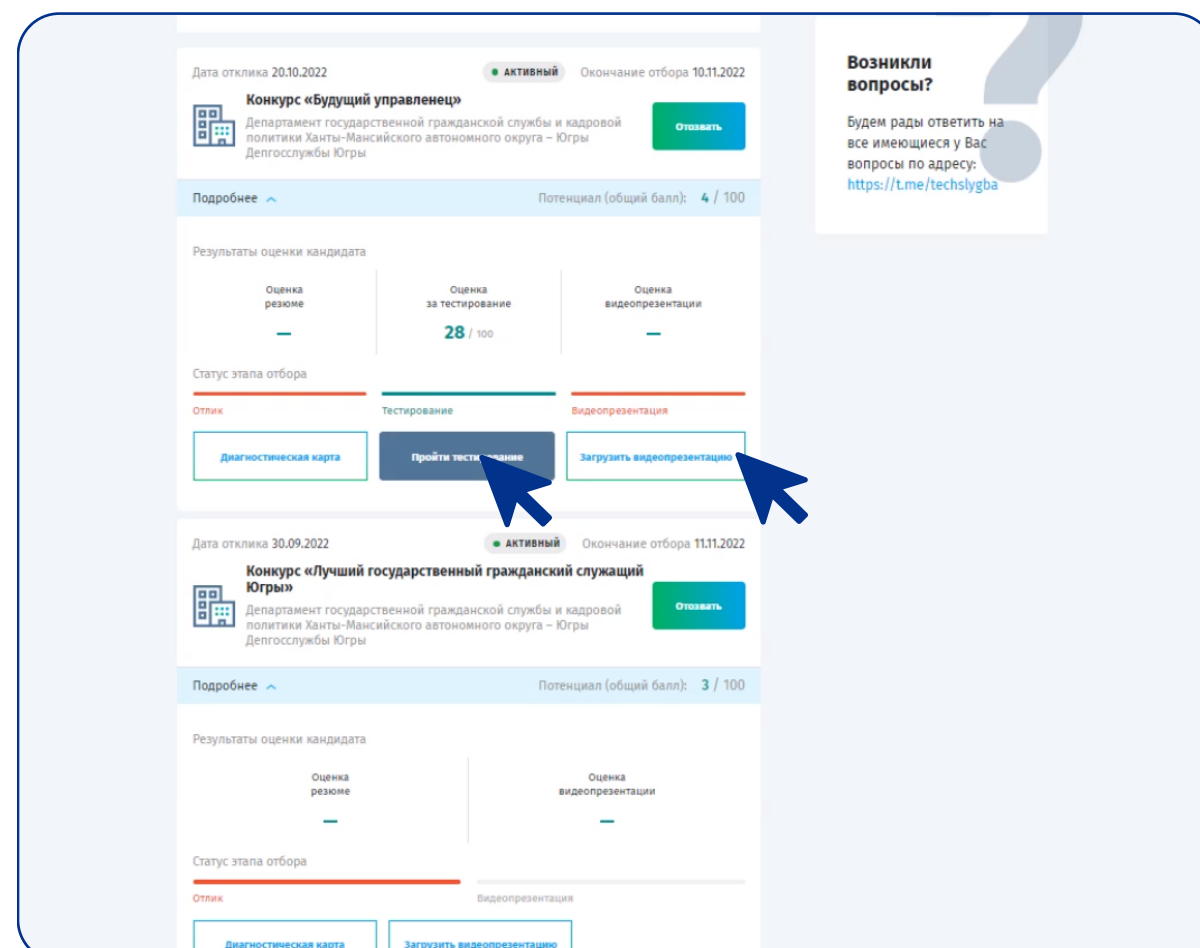 Дата отклика 20.10.2022 АКТИВНЫЙ Окончание отбора 10.11.2022
Конкурс «Будущий управленец»
Департамент государственной гражданской службы и кадровой
политики Ханты-Мансийского автономного округа – Югры
Депгосслужбы Югры
Отозвать
Подробнее Потенциал (общий балл): 4 / 100
Результаты оценки кандидата
Оценка
резюме
—
Оценка
за тестирование
28 / 100
Оценка
видеопрезентации
—
Статус этапа отбора
Отлик Тестирование Видеопрезентация
Диагностическая карта Пройти тестирование Загрузить видеопрезентацию
Дата отклика 30.09.2022 АКТИВНЫЙ Окончание отбора 11.11.2022
Конкурс «Лучший государственный гражданский служащий
Югры»
Департамент государственной гражданской службы и кадровой
политики Ханты-Мансийского автономного округа – Югры
Депгосслужбы Югры
Отозвать
Подробнее Потенциал (общий балл): 3 / 100
Результаты оценки кандидата
Оценка
резюме
—
Оценка
видеопрезентации
—
Статус этапа отбора
Отлик Видеопрезентация
Диагностическая карта Загрузить видеопрезентацию
?
Возникли
вопросы?
Будем рады ответить на
все имеющиеся у Вас
вопросы по адресу:
https://t.me/techslygba